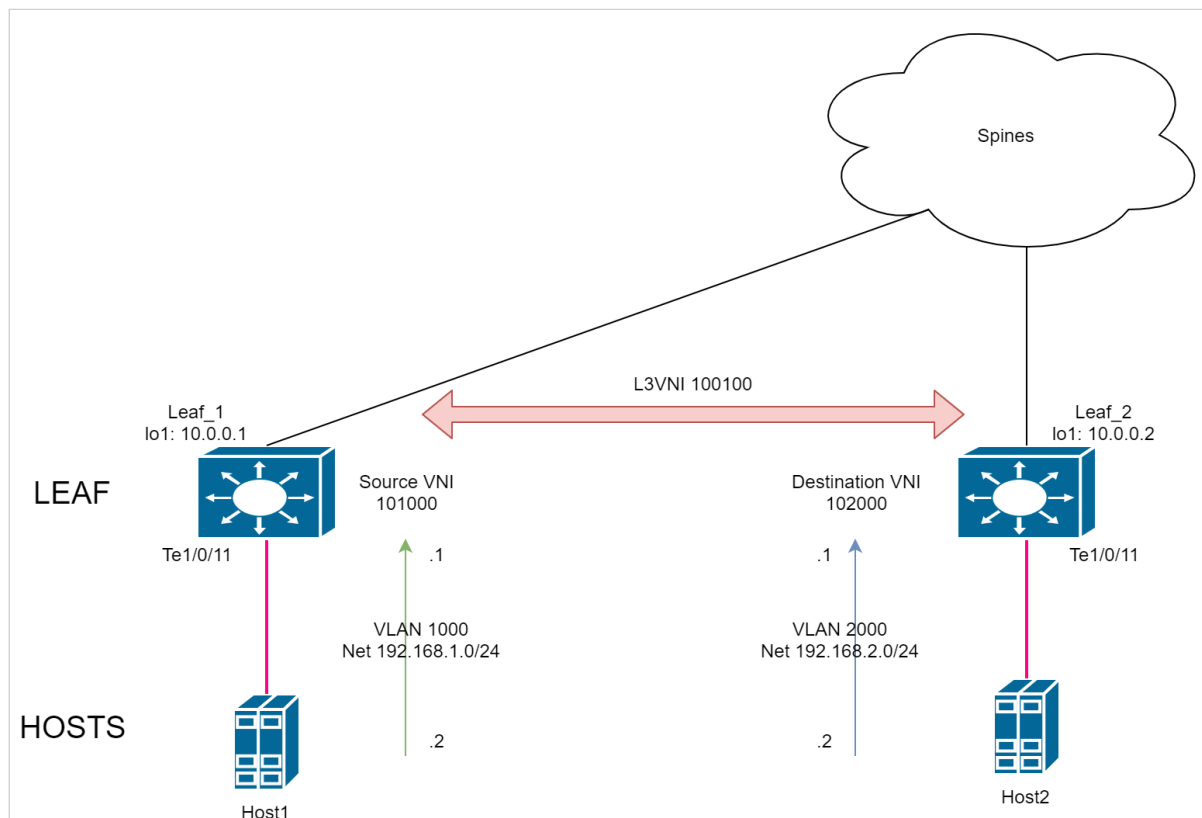 Spines
L3VNI 100100
Leaf_1
lo1: 10.0.0.1
Leaf_2
lo1: 10.0.0.2
LEAF
Source VNI
101000
Destination VNI
102000
Te1/0/11
.1
.1
Te1/0/11
VLAN 1000
Net 192.168.1.0/24
VLAN 2000
Net 192.168.2.0/24
HOSTS
.2
.2
Host1
Host2